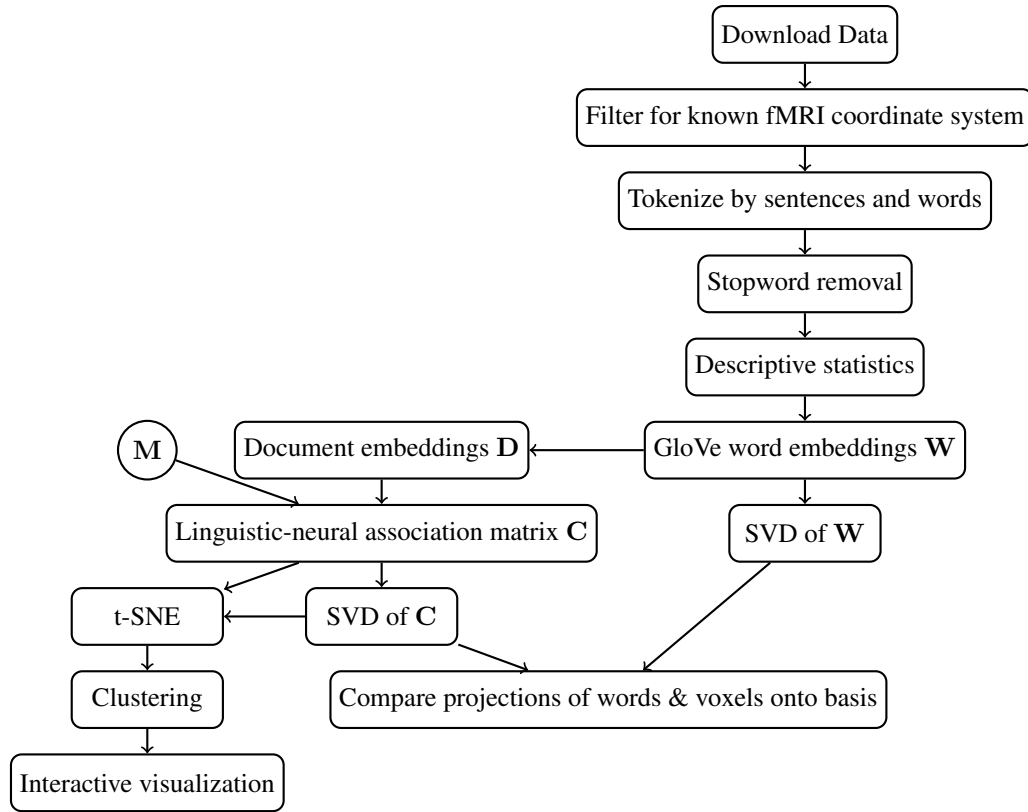 Download Data
Filter for known fMRI coordinate system
Tokenize by sentences and words
Stopword removal
Descriptive statistics
M
Document embeddings D
GloVe word embeddings W
Linguistic-neural association matrix C
SVD of W
t-SNE
SVD of C
Clustering
Compare projections of words & voxels onto basis
Interactive visualization